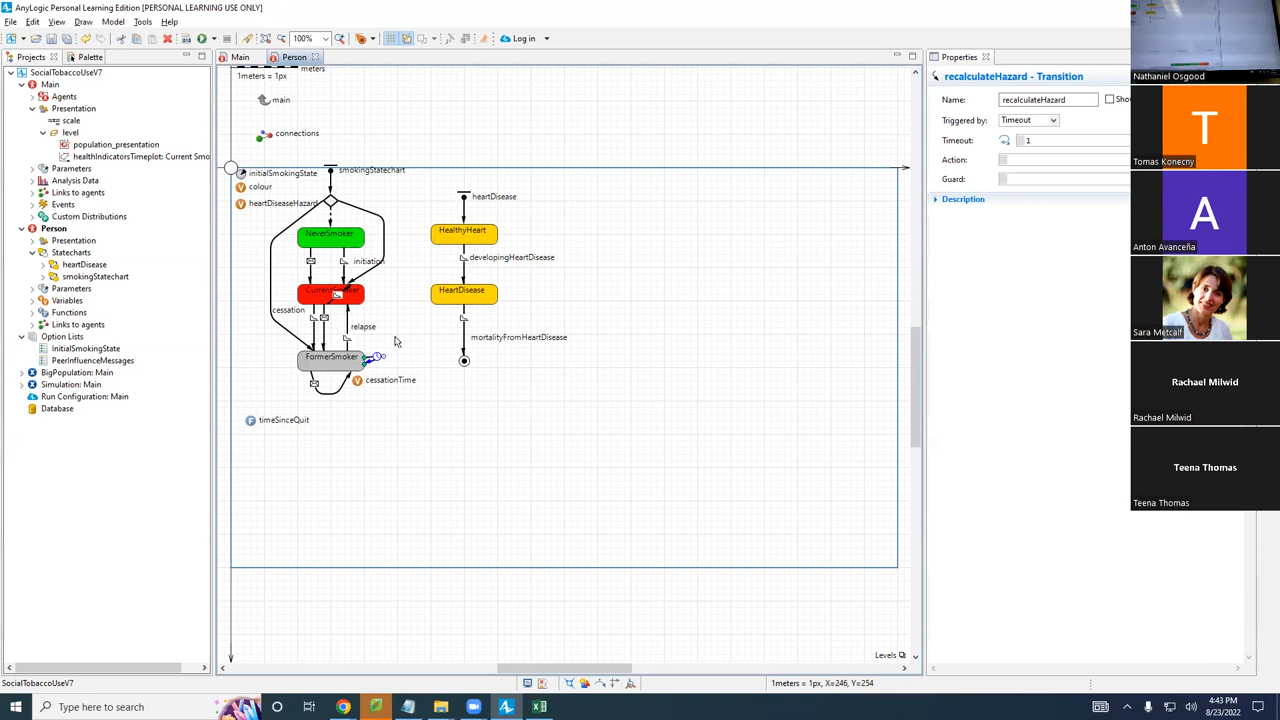 AnyLogic Personal Learning Edition [PERSONAL LEARNING USE ONLY]
File Edit View Draw Model Tools Help
100% Log in
Projects Palette
SocialTobaccoUseV7
Main
Agents
Presentation
scale
level
population_presentation
healthIndicatorsTimeplot: Current Smo
Parameters
Analysis Data
Links to agents
Events
Custom Distributions
Person
Presentation
Statecharts
heartDisease
smokingStatechart
Parameters
Variables
Functions
Links to agents
Option Lists
InitialSmokingState
PeerInfluenceMessages
BigPopulation: Main
Simulation: Main
Run Configuration: Main
Database
Main Person
meters
1meters = 1px
main
connections
initialSmokingState
smokingStatechart
colour
heartDiseaseHazard
heartDisease
NeverSmoker
HealthyHeart
initiation
developingHeartDisease
HeartDisease
cessation
relapse
mortalityFromHeartDisease
FormerSmoker
cessationTime
timeSinceQuit
Levels
Properties
recalculateHazard - Transition
Name: recalculateHazard Sho
Triggered by: Timeout
Timeout: 1
Action:
Guard:
Description
Nathaniel Osgood
T
Tomas Konecny
A
Anton Avanceña
Sara Metcalf
Rachael Milwid
Rachael Milwid
Teena Thomas
Teena Thomas
SocialTobaccoUseV7
1meters = 1px, X=246, Y=254
Type here to search
4:43 PM
8/23/2022